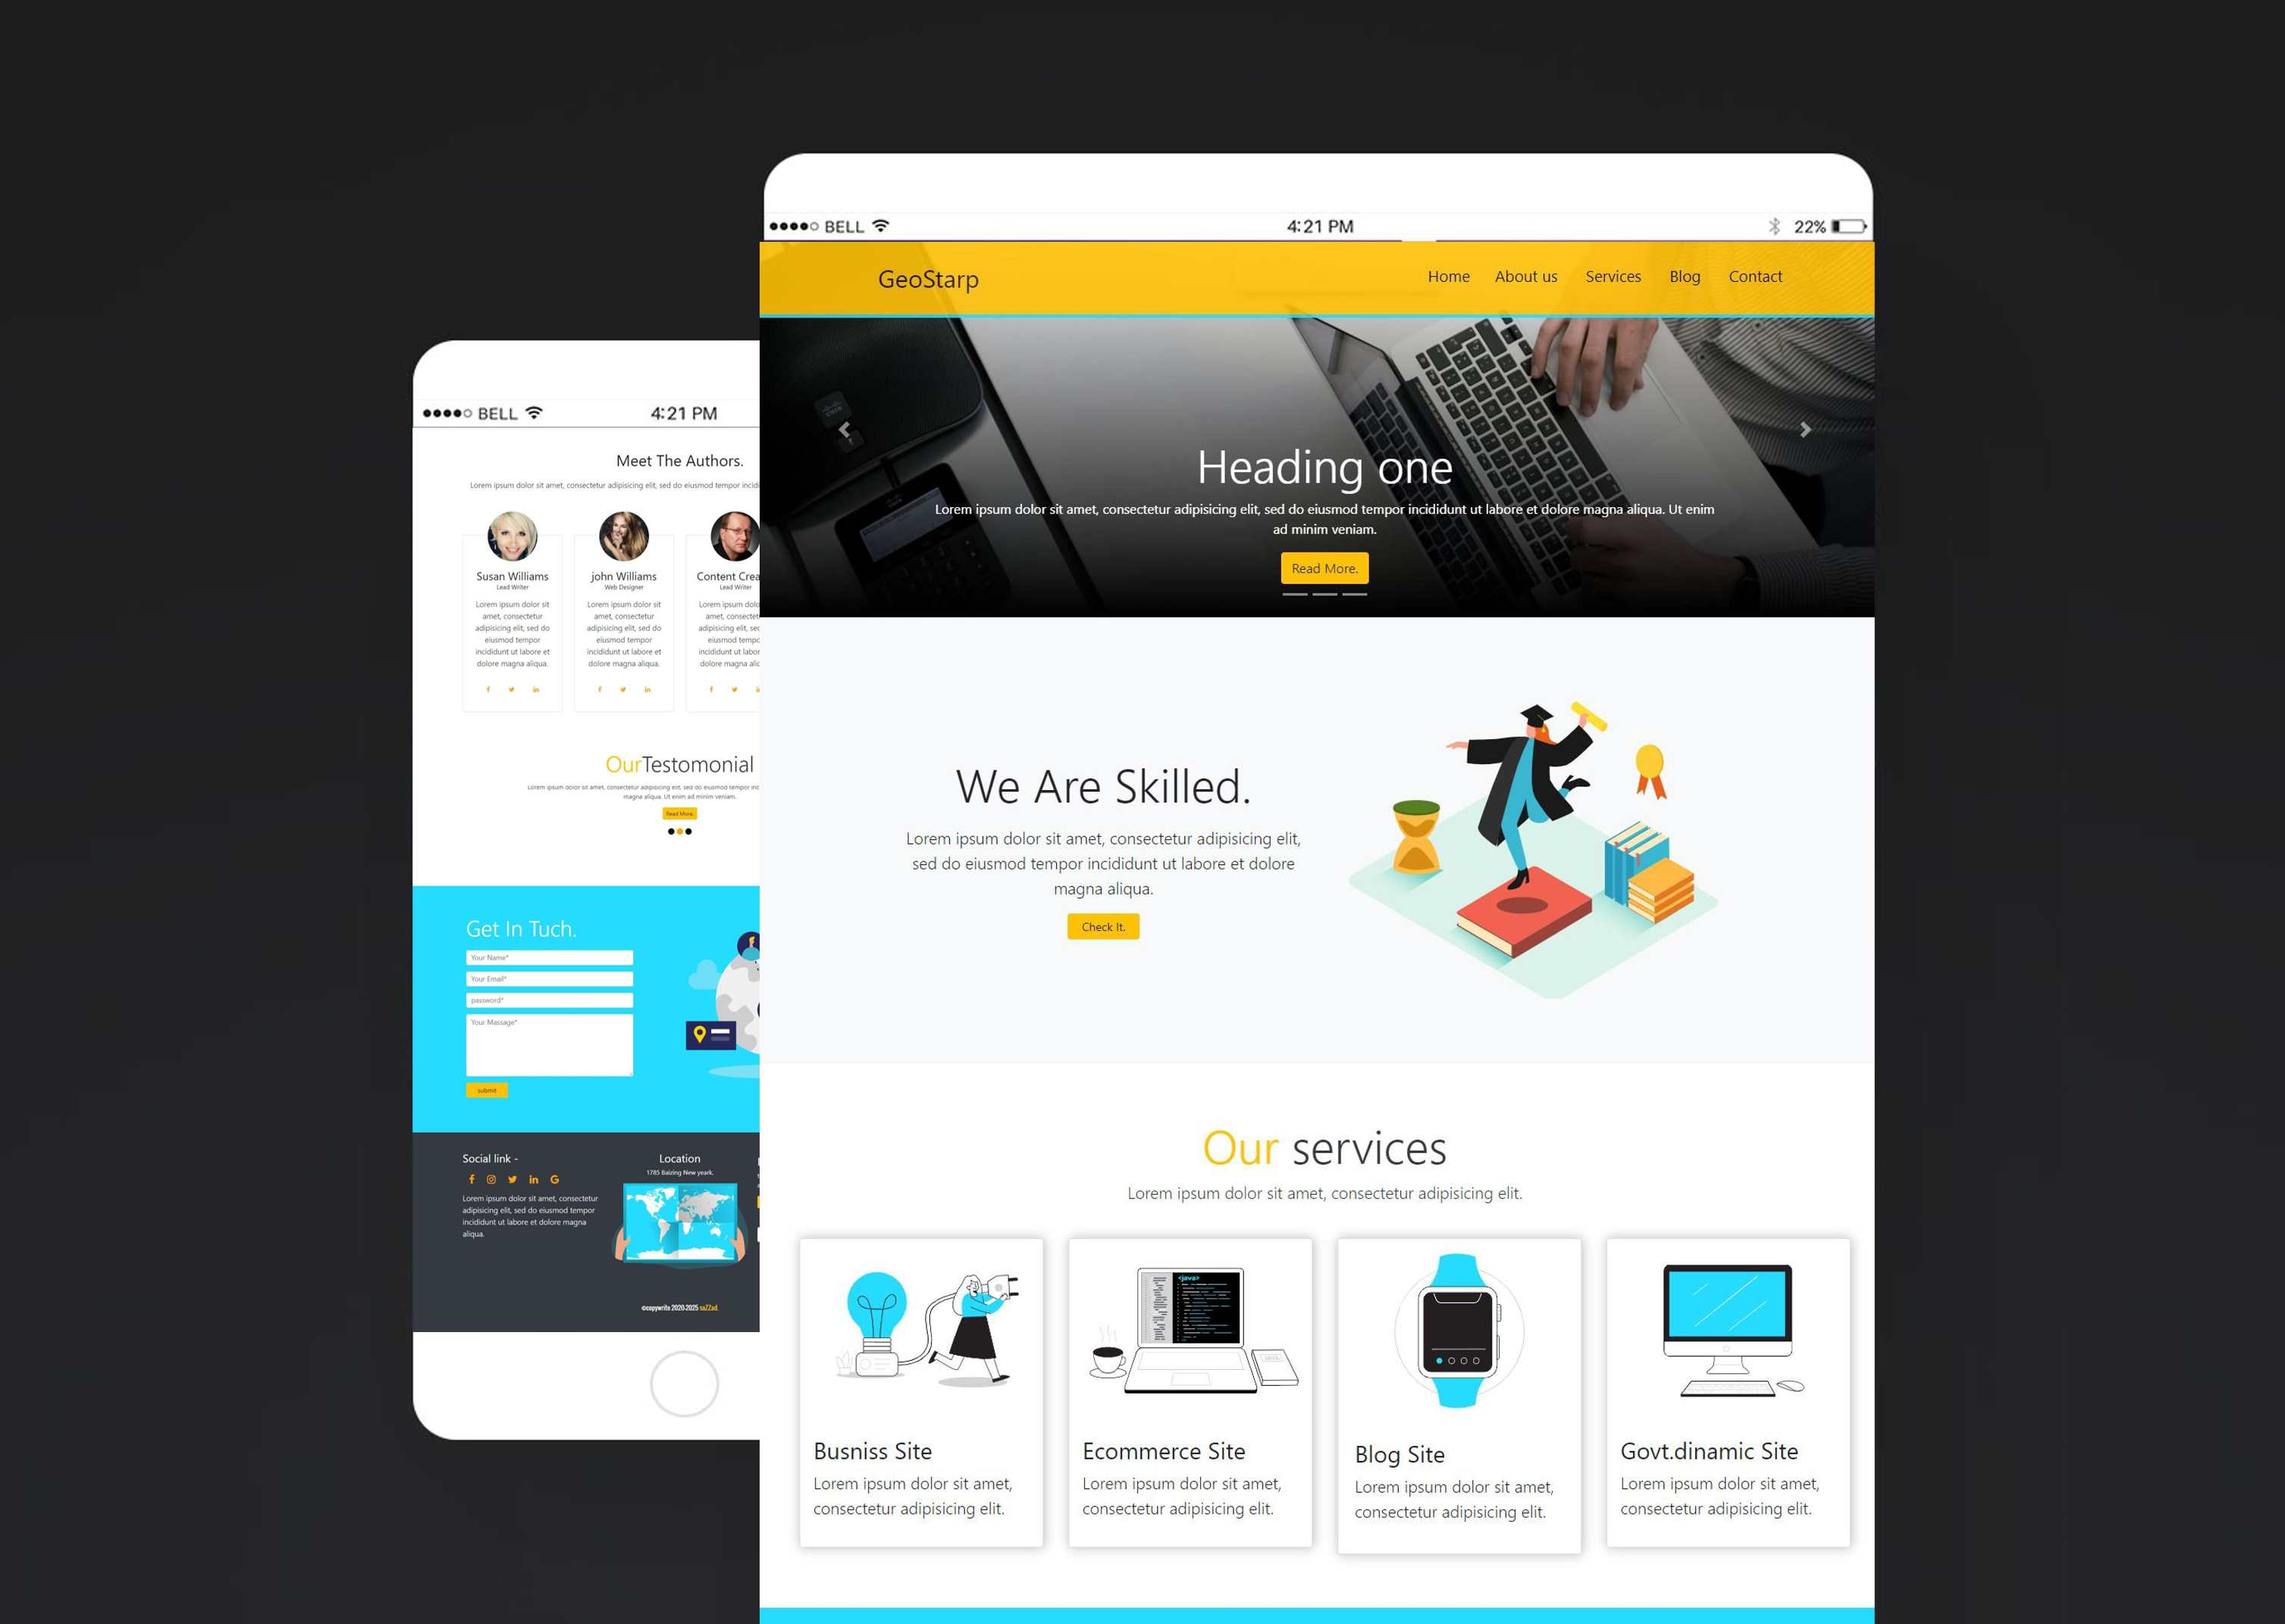 BELL
4:21 PM
22%
GeoStarp
Home
About us
Services
Blog
Contact
Heading one
Lorem ipsum dolor sit amet, consectetur adipisicing elit, sed do eiusmod tempor incididunt ut labore et dolore magna aliqua. Ut enim
ad minim veniam.
Read More.
We Are Skilled.
Lorem ipsum dolor sit amet, consectetur adipisicing elit,
sed do eiusmod tempor incididunt ut labore et dolore
magna aliqua.
Check It.
Our services
Lorem ipsum dolor sit amet, consectetur adipisicing elit.
<java>
Busniss Site
Lorem ipsum dolor sit amet,
consectetur adipisicing elit.
Ecommerce Site
Lorem ipsum dolor sit amet,
consectetur adipisicing elit.
Blog Site
Lorem ipsum dolor sit amet,
consectetur adipisicing elit.
Govt.dinamic Site
Lorem ipsum dolor sit amet,
consectetur adipisicing elit.
BELL
4:21 PM
Meet The Authors.
Lorem ipsum dolor sit amet, consectetur adipisicing elit, sed do eiusmod tempor incidi
Susan Williams
Lead Writer
Lorem ipsum dolor sit
amet, consectetur
adipisicing elit, sed do
eiusmod tempor
incididunt ut labore et
dolore magna aliqua.
john Williams
Web Designer
Lorem ipsum dolor sit
amet, consectetur
adipisicing elit, sed do
eiusmod tempor
incididunt ut labore et
dolore magna aliqua.
Content Crea
Lead Writer
Lorem ipsum dolo
amet, consectet
adipisicing elit, sed
eiusmod tempo
incididunt ut labor
dolore magna alic
OurTestomonial
Lorem ipsum dolor sit amet, consectetur adipisicing elit, sed do eiusmod tempor inc
magna aliqua. Ut enim ad minim veniam.
Read More.
Get In Tuch.
Your Name*
Your Email*
password*
Your Massage*
submit
Social link -
Lorem ipsum dolor sit amet, consectetur
adipisicing elit, sed do eiusmod tempor
incididunt ut labore et dolore magna
aliqua.
Location
1785 Baizing New yeark.
©copywrite 2020-2025 saZZad.